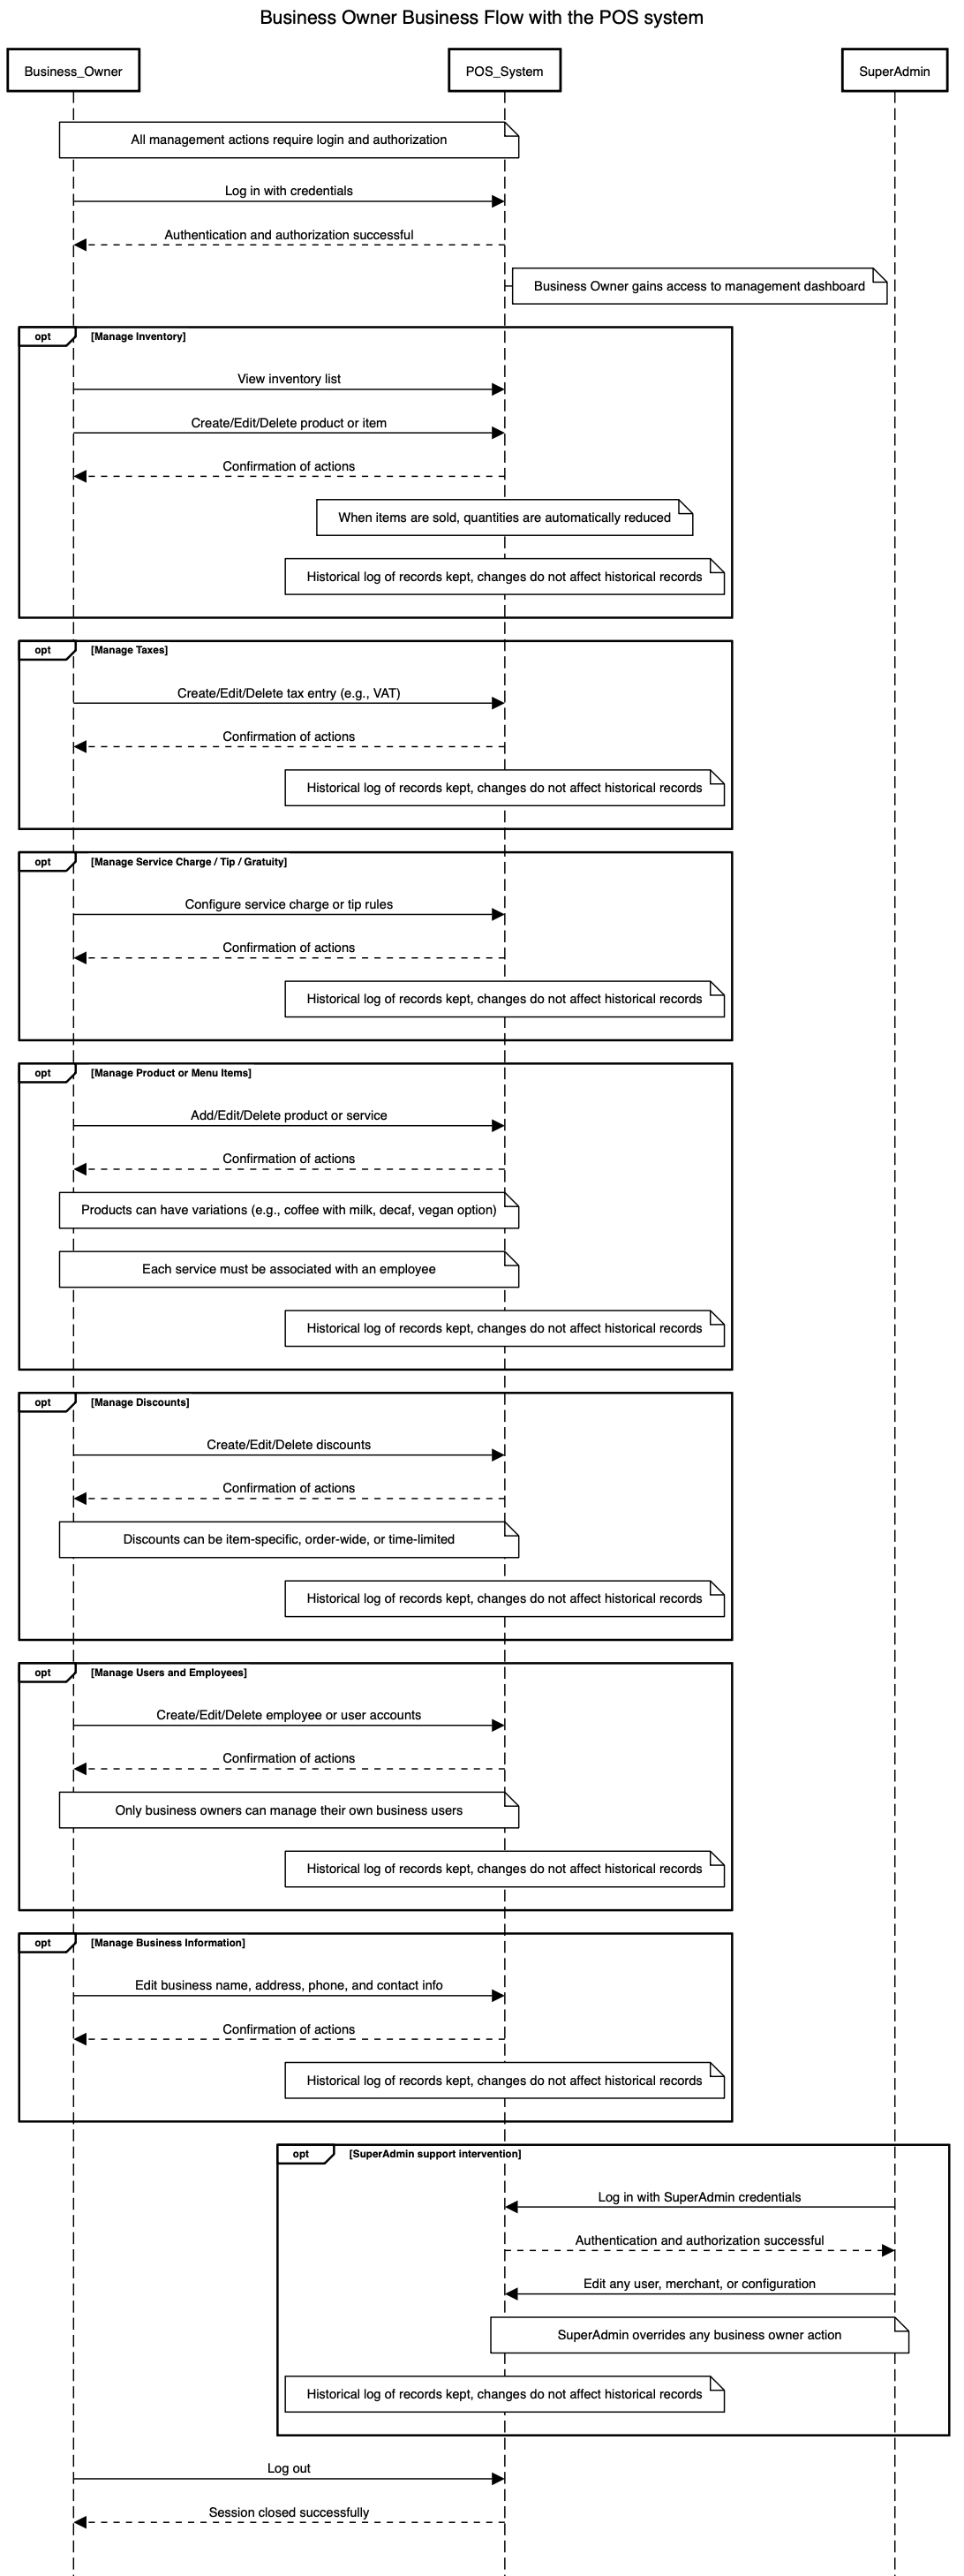 Business Owner Business Flow with the POS system
Business_Owner
POS_System
SuperAdmin
All management actions require login and authorization
Log in with credentials
Authentication and authorization successful
Business Owner gains access to management dashboard
opt
[Manage Inventory]
View inventory list
Create/Edit/Delete product or item
Confirmation of actions
When items are sold, quantities are automatically reduced
Historical log of records kept, changes do not affect historical records
opt
[Manage Taxes]
Create/Edit/Delete tax entry (e.g., VAT)
Confirmation of actions
Historical log of records kept, changes do not affect historical records
opt
[Manage Service Charge / Tip / Gratuity]
Configure service charge or tip rules
Confirmation of actions
Historical log of records kept, changes do not affect historical records
opt
[Manage Product or Menu Items]
Add/Edit/Delete product or service
Confirmation of actions
Products can have variations (e.g., coffee with milk, decaf, vegan option)
Each service must be associated with an employee
Historical log of records kept, changes do not affect historical records
opt
[Manage Discounts]
Create/Edit/Delete discounts
Confirmation of actions
Discounts can be item-specific, order-wide, or time-limited
Historical log of records kept, changes do not affect historical records
opt
[Manage Users and Employees]
Create/Edit/Delete employee or user accounts
Confirmation of actions
Only business owners can manage their own business users
Historical log of records kept, changes do not affect historical records
opt
[Manage Business Information]
Edit business name, address, phone, and contact info
Confirmation of actions
Historical log of records kept, changes do not affect historical records
opt
[SuperAdmin support intervention]
Log in with SuperAdmin credentials
Authentication and authorization successful
Edit any user, merchant, or configuration
SuperAdmin overrides any business owner action
Historical log of records kept, changes do not affect historical records
Log out
Session closed successfully